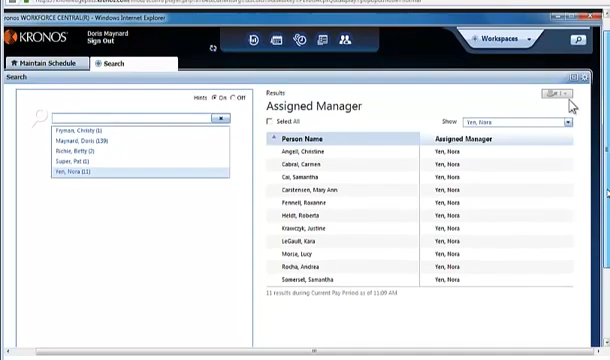 ronos WORKFORCE CENTRAL(R) - Windows Internet Explorer
KRONOS
Doris Maynard
Sign Out
Workspaces
Maintain Schedule
Search
Search
Hints On Off
Fryman, Christy (1)
Maynard, Doris (139)
Richie, Betty (2)
Super, Pat (1)
Yen, Nora (11)
Results
Assigned Manager
Select All
Show Yen, Nora
Person Name Assigned Manager
Angell, Christine Yen, Nora
Cabral, Carmen Yen, Nora
Cai, Samantha Yen, Nora
Carstensen, Mary Ann Yen, Nora
Fennell, Roxanne Yen, Nora
Heldt, Roberta Yen, Nora
Krawczyk, Justine Yen, Nora
LeGault, Kara Yen, Nora
Morse, Lucy Yen, Nora
Rocha, Andrea Yen, Nora
Somerset, Samantha Yen, Nora
11 results during Current Pay Period as of 11:09 AM